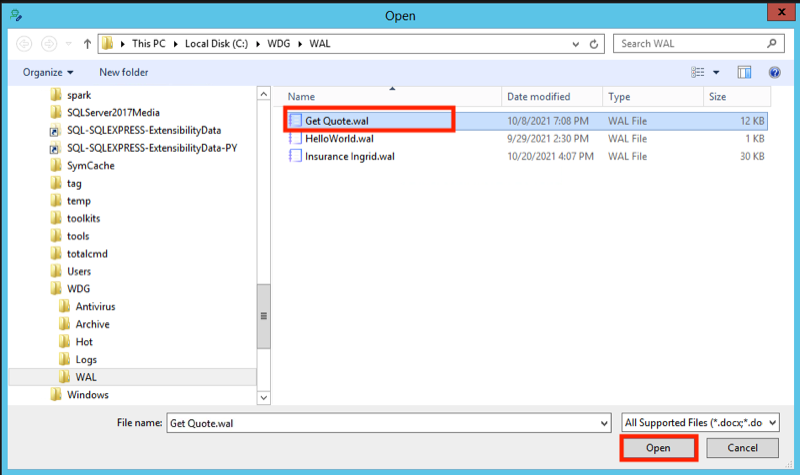 Open
This PC Local Disk (C:) WDG WAL
Search WAL
Organize New folder
Name Date modified Type Size
spark
SQLServer2017Media
SQL-SQLEXPRESS-ExtensibilityData
SQL-SQLEXPRESS-ExtensibilityData-PY
SymCache
tag
temp
toolkits
tools
totalcmd
Users
WDG
Antivirus
Archive
Hot
Logs
WAL
Windows
Get Quote.wal 10/8/2021 7:08 PM WAL File 12 KB
HelloWorld.wal 9/29/2021 2:30 PM WAL File 1 KB
Insurance Ingrid.wal 10/20/2021 4:07 PM WAL File 30 KB
File name: Get Quote.wal All Supported Files (*.docx;*.do
Open Cancel